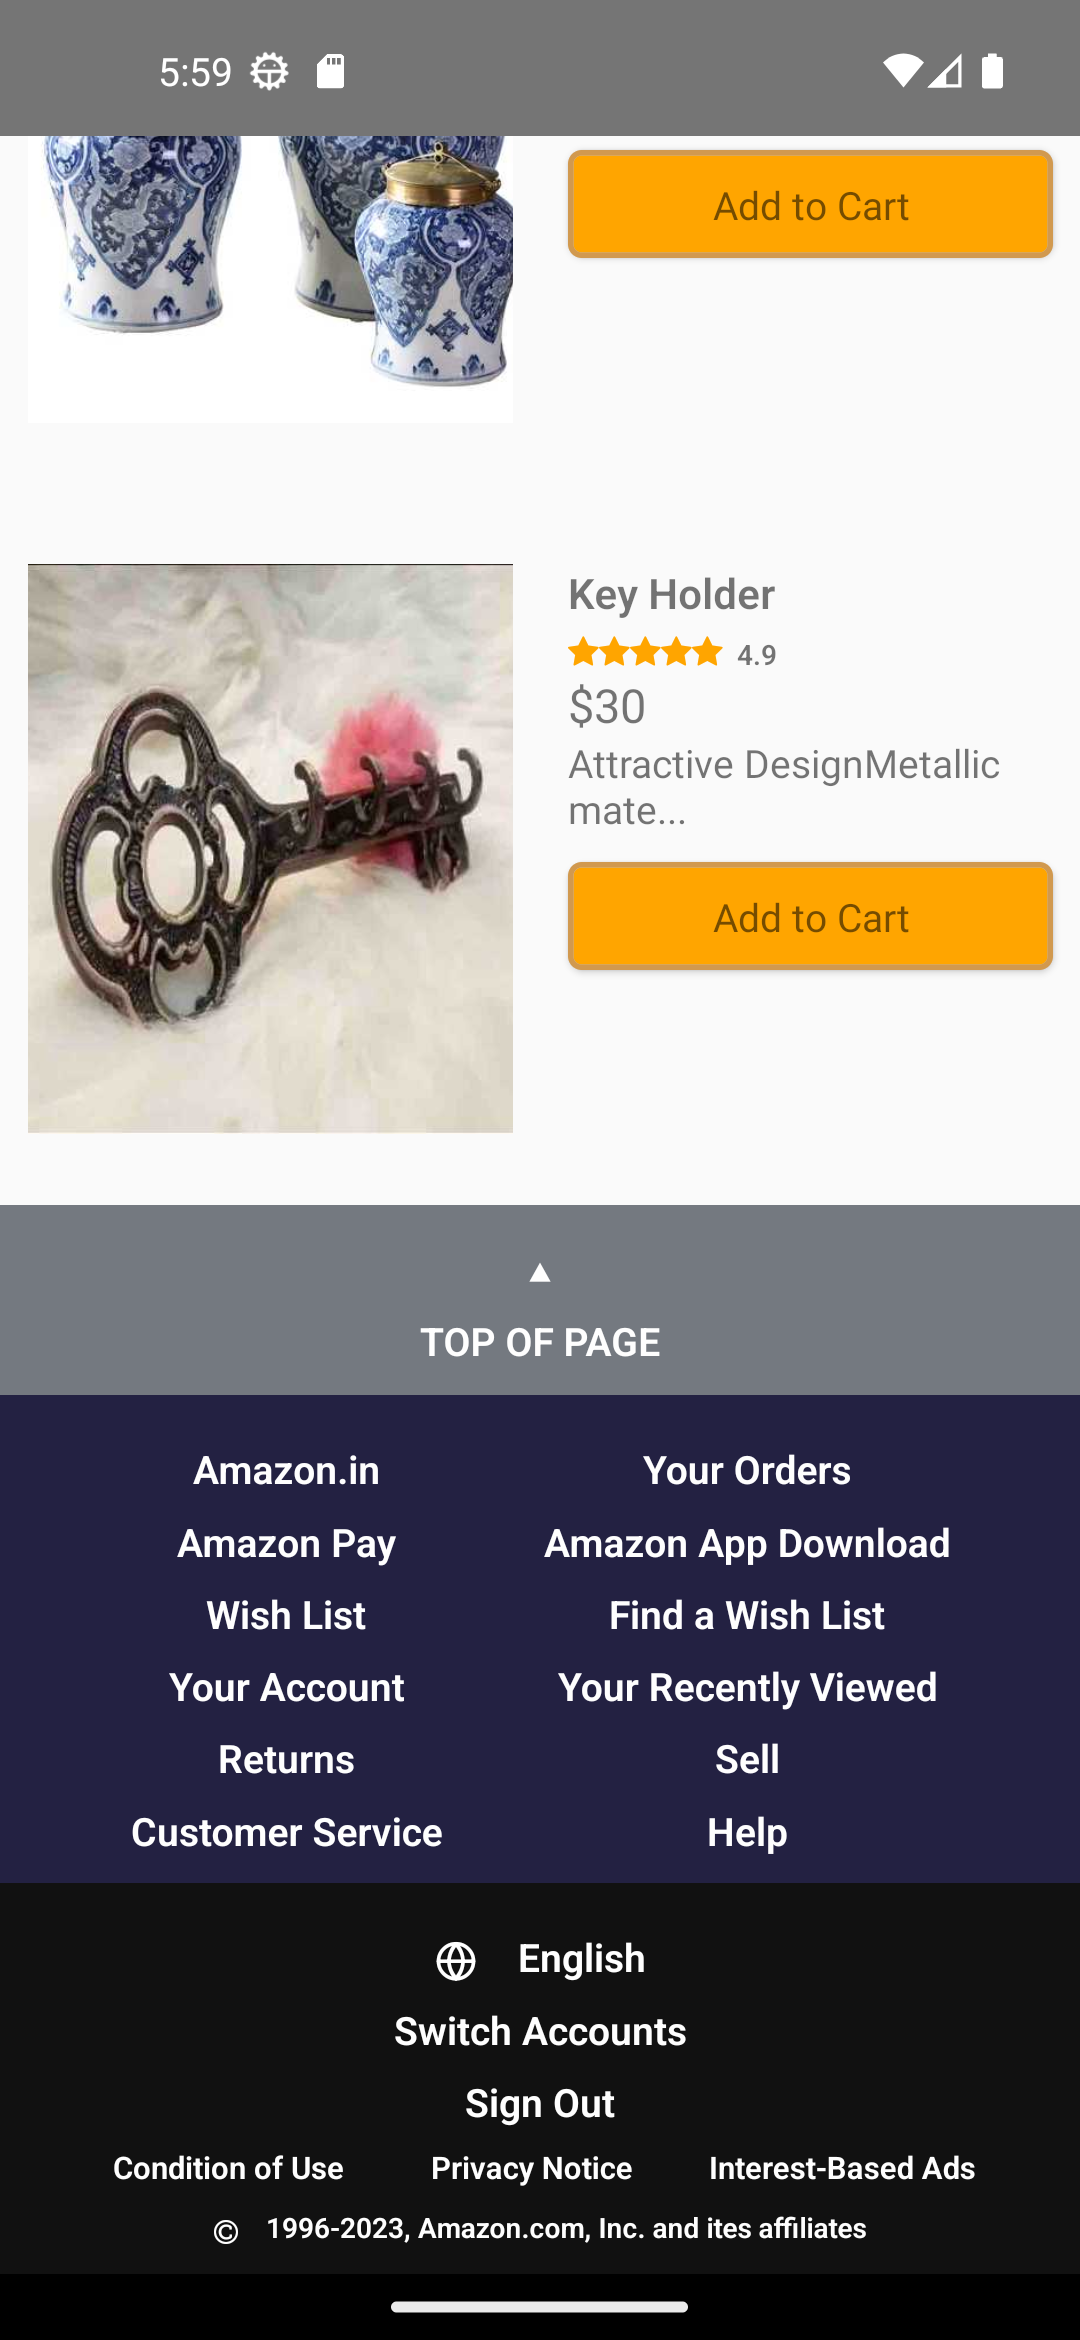 5:59
Add to Cart
Key Holder
4.9
$30
Attractive DesignMetallic
mate...
Add to Cart
TOP OF PAGE
Amazon.in
Your Orders
Amazon Pay
Amazon App Download
Wish List
Find a Wish List
Your Account
Your Recently Viewed
Returns
Sell
Customer Service
Help
English
Switch Accounts
Sign Out
Condition of Use
Privacy Notice
Interest-Based Ads
© 1996-2023, Amazon.com, Inc. and ites affiliates